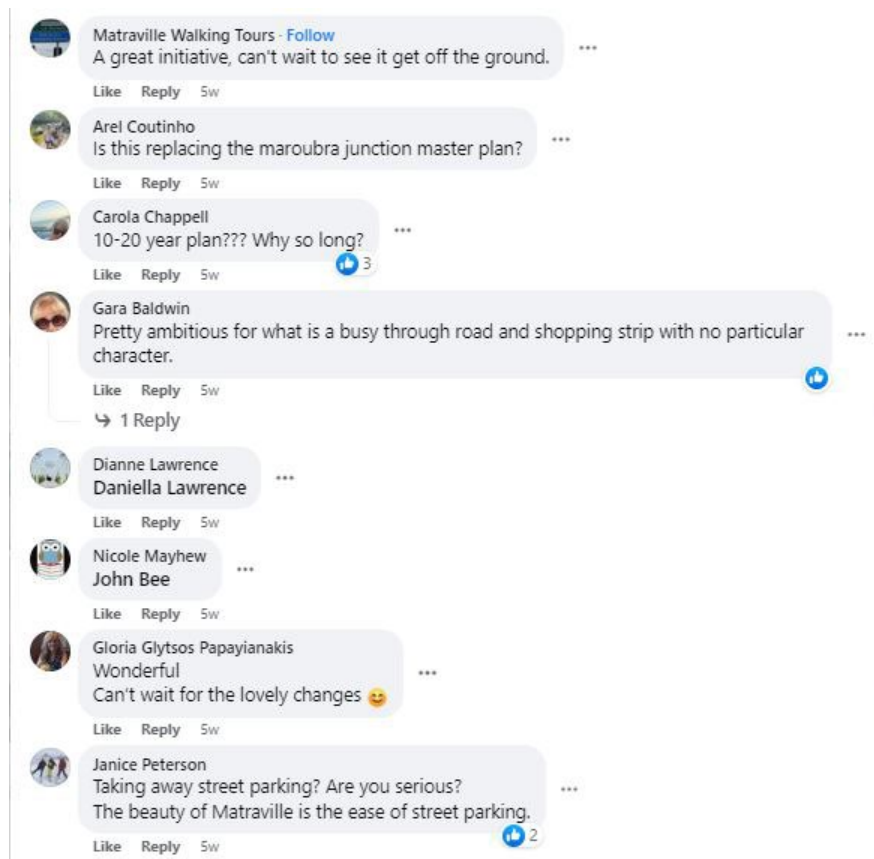 Matraville Walking Tours · Follow
A great initiative, can't wait to see it get off the ground.
Like Reply 5w
Arel Coutinho
Is this replacing the maroubra junction master plan?
Like Reply 5w
Carola Chappell
10-20 year plan??? Why so long?
3
Like Reply 5w
Gara Baldwin
Pretty ambitious for what is a busy through road and shopping strip with no particular
character.
Like Reply 5w
1 Reply
Dianne Lawrence
Daniella Lawrence
Like Reply 5w
Nicole Mayhew
John Bee
Like Reply 5w
Gloria Glytsos Papayianakis
Wonderful
Can't wait for the lovely changes 😊
Like Reply 5w
Janice Peterson
Taking away street parking? Are you serious?
The beauty of Matraville is the ease of street parking.
2
Like Reply 5w